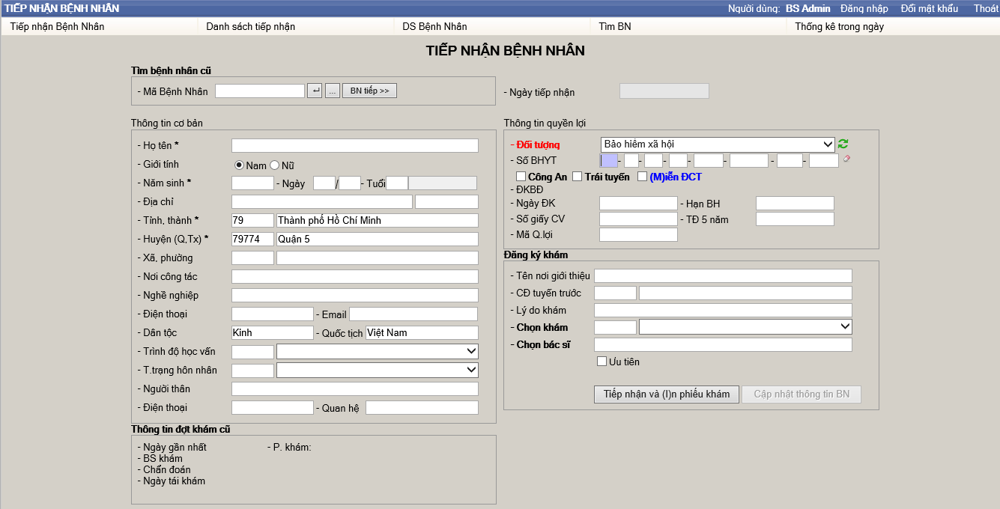 TIẾP NHẬN BỆNH NHÂN
Người dùng: BS Admin Đăng nhập Đổi mật khẩu Thoát
Tiếp nhận Bệnh Nhân Danh sách tiếp nhận DS Bệnh Nhân Tìm BN Thống kê trong ngày
TIẾP NHẬN BỆNH NHÂN
Tìm bệnh nhân cũ
- Mã Bệnh Nhân ... BN tiếp >>
- Ngày tiếp nhận
Thông tin cơ bản
- Họ tên *
- Giới tính Nam Nữ
- Năm sinh * - Ngày / - Tuổi
- Địa chỉ
- Tỉnh, thành * 79 Thành phố Hồ Chí Minh
- Huyện (Q,Tx) * 79774 Quận 5
- Xã, phường
- Nơi công tác
- Nghề nghiệp
- Điện thoại - Email
- Dân tộc Kinh - Quốc tịch Việt Nam
- Trình độ học vấn
- T.trạng hôn nhân
- Người thân
- Điện thoại - Quan hệ
Thông tin đợt khám cũ
- Ngày gần nhất - P. khám:
- BS khám
- Chẩn đoán
- Ngày tái khám
Thông tin quyền lợi
- Đối tượng Bảo hiểm xã hội
- Số BHYT - - - - - - -
Công An Trái tuyến (M)iễn ĐCT
- ĐKBĐ
- Ngày ĐK - Hạn BH
- Số giấy CV - TĐ 5 năm
- Mã Q.lợi
Đăng ký khám
- Tên nơi giới thiệu
- CĐ tuyến trước
- Lý do khám
- Chọn khám
- Chọn bác sĩ
Ưu tiên
Tiếp nhận và (I)n phiếu khám Cập nhật thông tin BN